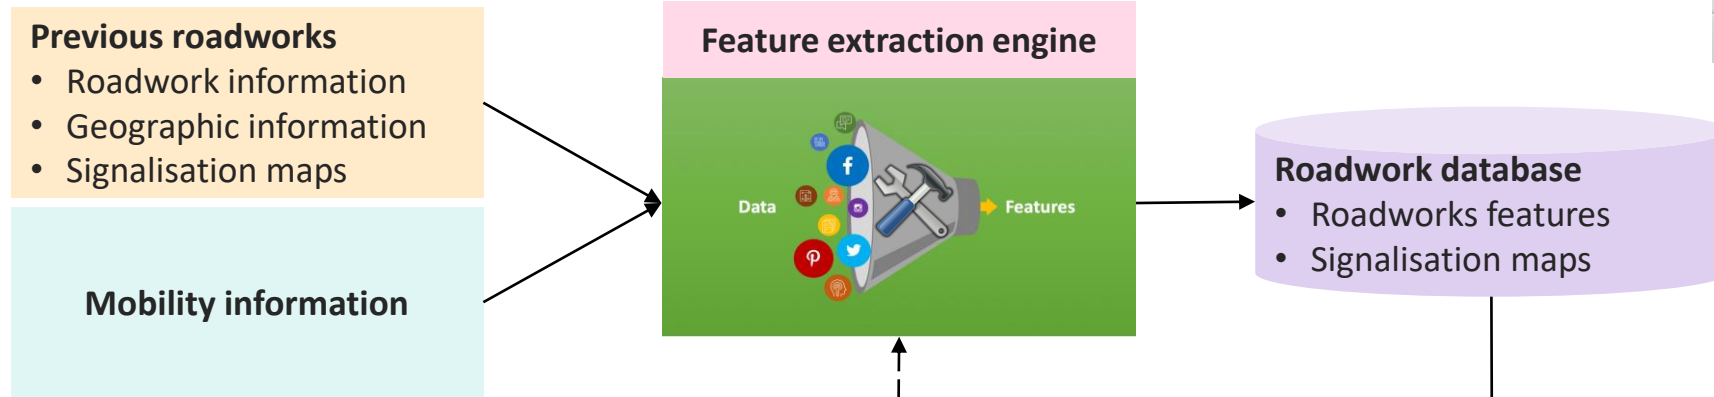 Previous roadworks
• Roadwork information
• Geographic information
• Signalisation maps
Mobility information
Feature extraction engine
Data
Features
Roadwork database
• Roadworks features
• Signalisation maps